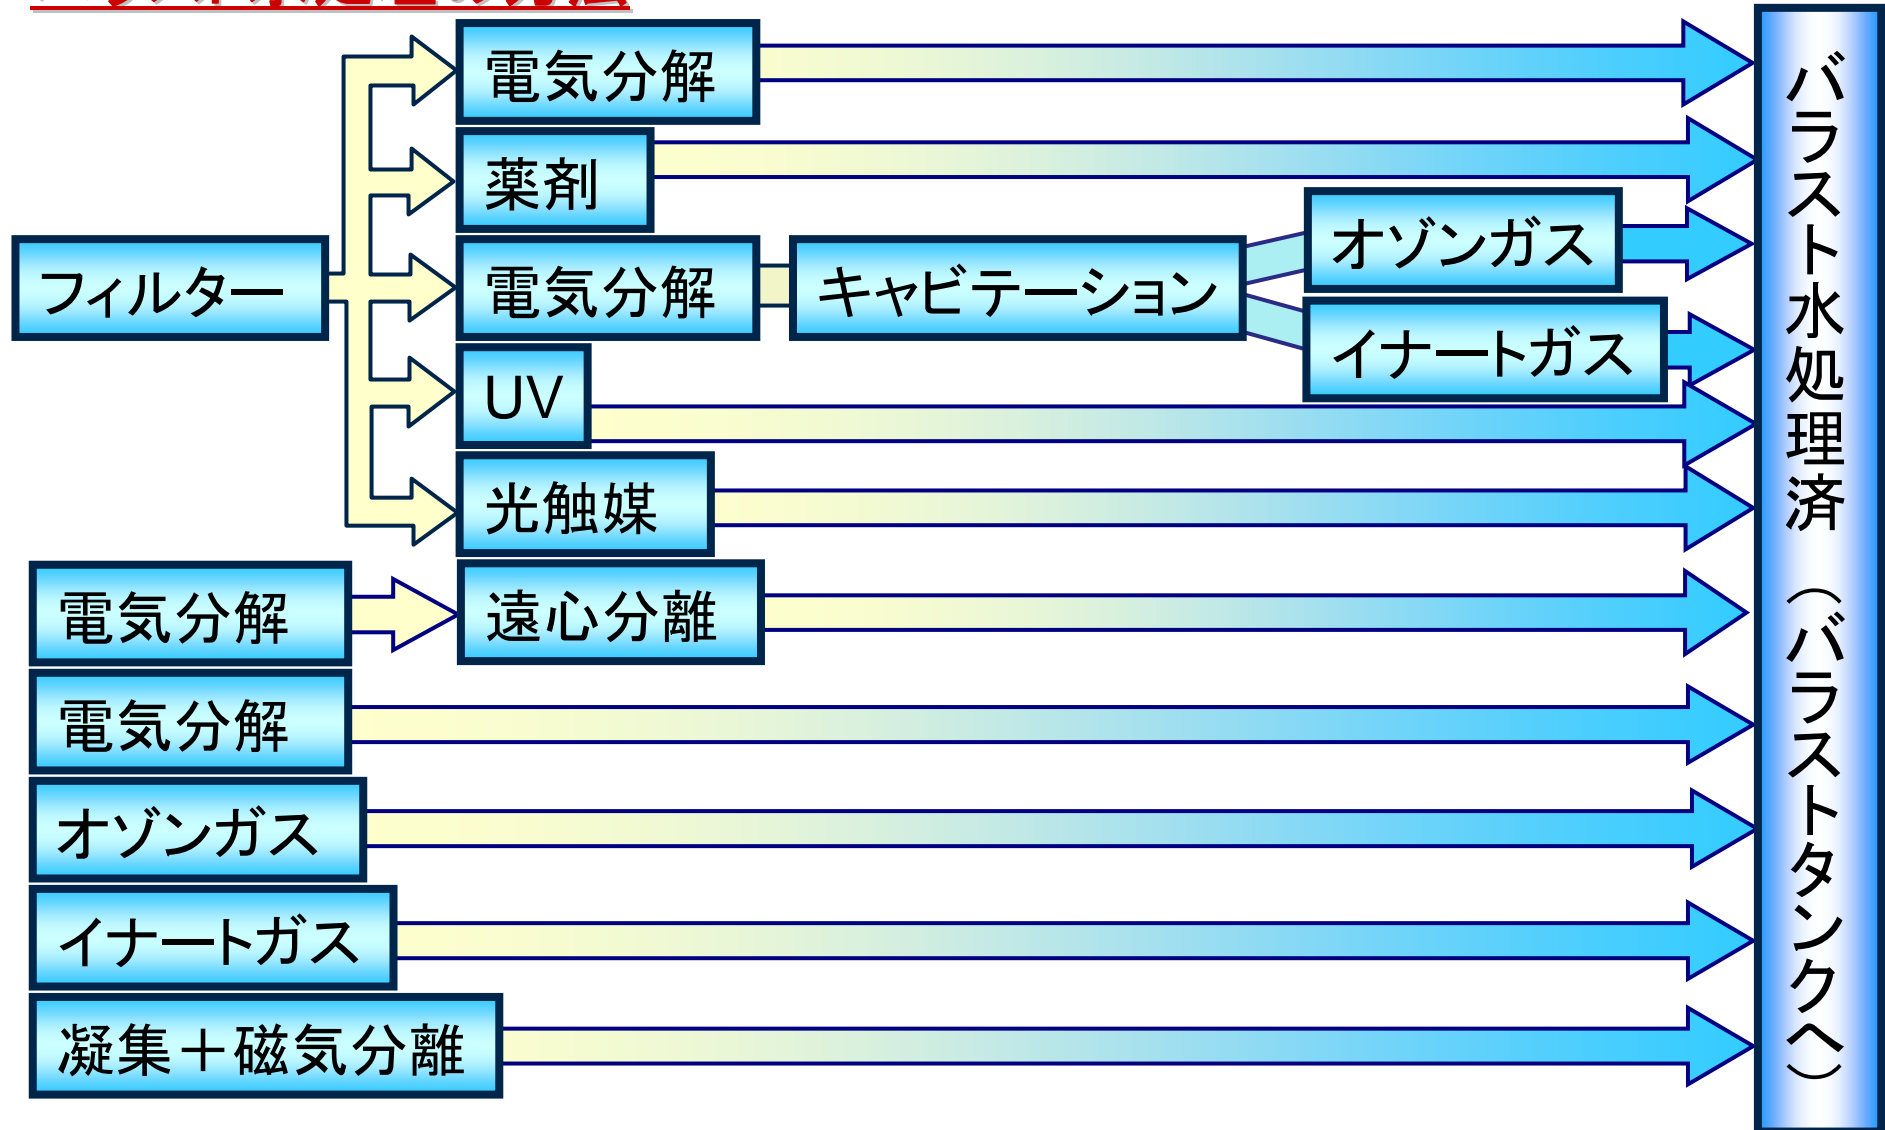 電気分解
薬剤
フィルター
電気分解
キャビテーション
オゾンガス
イナートガス
UV
光触媒
電気分解
遠心分離
電気分解
オゾンガス
イナートガス
凝集＋磁気分離
バラスト水処理済（バラストタンクへ）